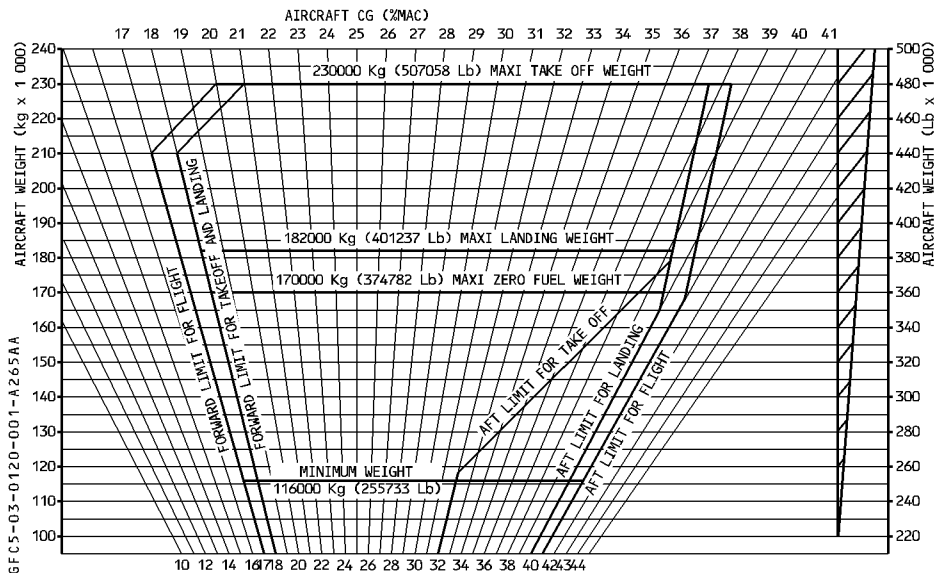 AIRCRAFT CG (%MAC)
17 18 19 20 21 22 23 24 25 26 27 28 29 30 31 32 33 34 35 36 37 38 39 40 41
AIRCRAFT WEIGHT (kg x 1 000)
240
230
220
210
200
190
180
170
160
150
140
130
120
110
100
230000 Kg (507058 Lb) MAXI TAKE OFF WEIGHT
182000 Kg (401237 Lb) MAXI LANDING WEIGHT
170000 Kg (374782 Lb) MAXI ZERO FUEL WEIGHT
FORWARD LIMIT FOR FLIGHT
FORWARD LIMIT FOR TAKEOFF AND LANDING
AFT LIMIT FOR TAKE OFF
AFT LIMIT FOR LANDING
AFT LIMIT FOR FLIGHT
MINIMUM WEIGHT
116000 Kg (255733 Lb)
500
480
460
440
420
400
380
360
340
320
300
280
260
240
220
AIRCRAFT WEIGHT (Lb x 1 000)
10 12 14 16 17 18 20 22 24 26 28 30 32 34 36 38 40 42 43 44
GFC5-03-0120-001-A265AA